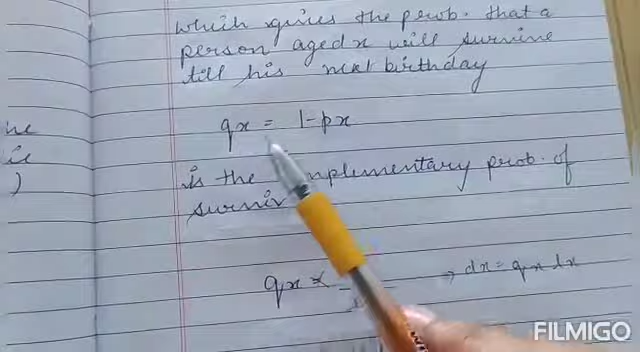 which gives the prob. that a
person aged x will survive
till his next birthday
he
qx = 1-px
)
is the complementary prob. of
qx
→ dx = qx lx
FILMIGO